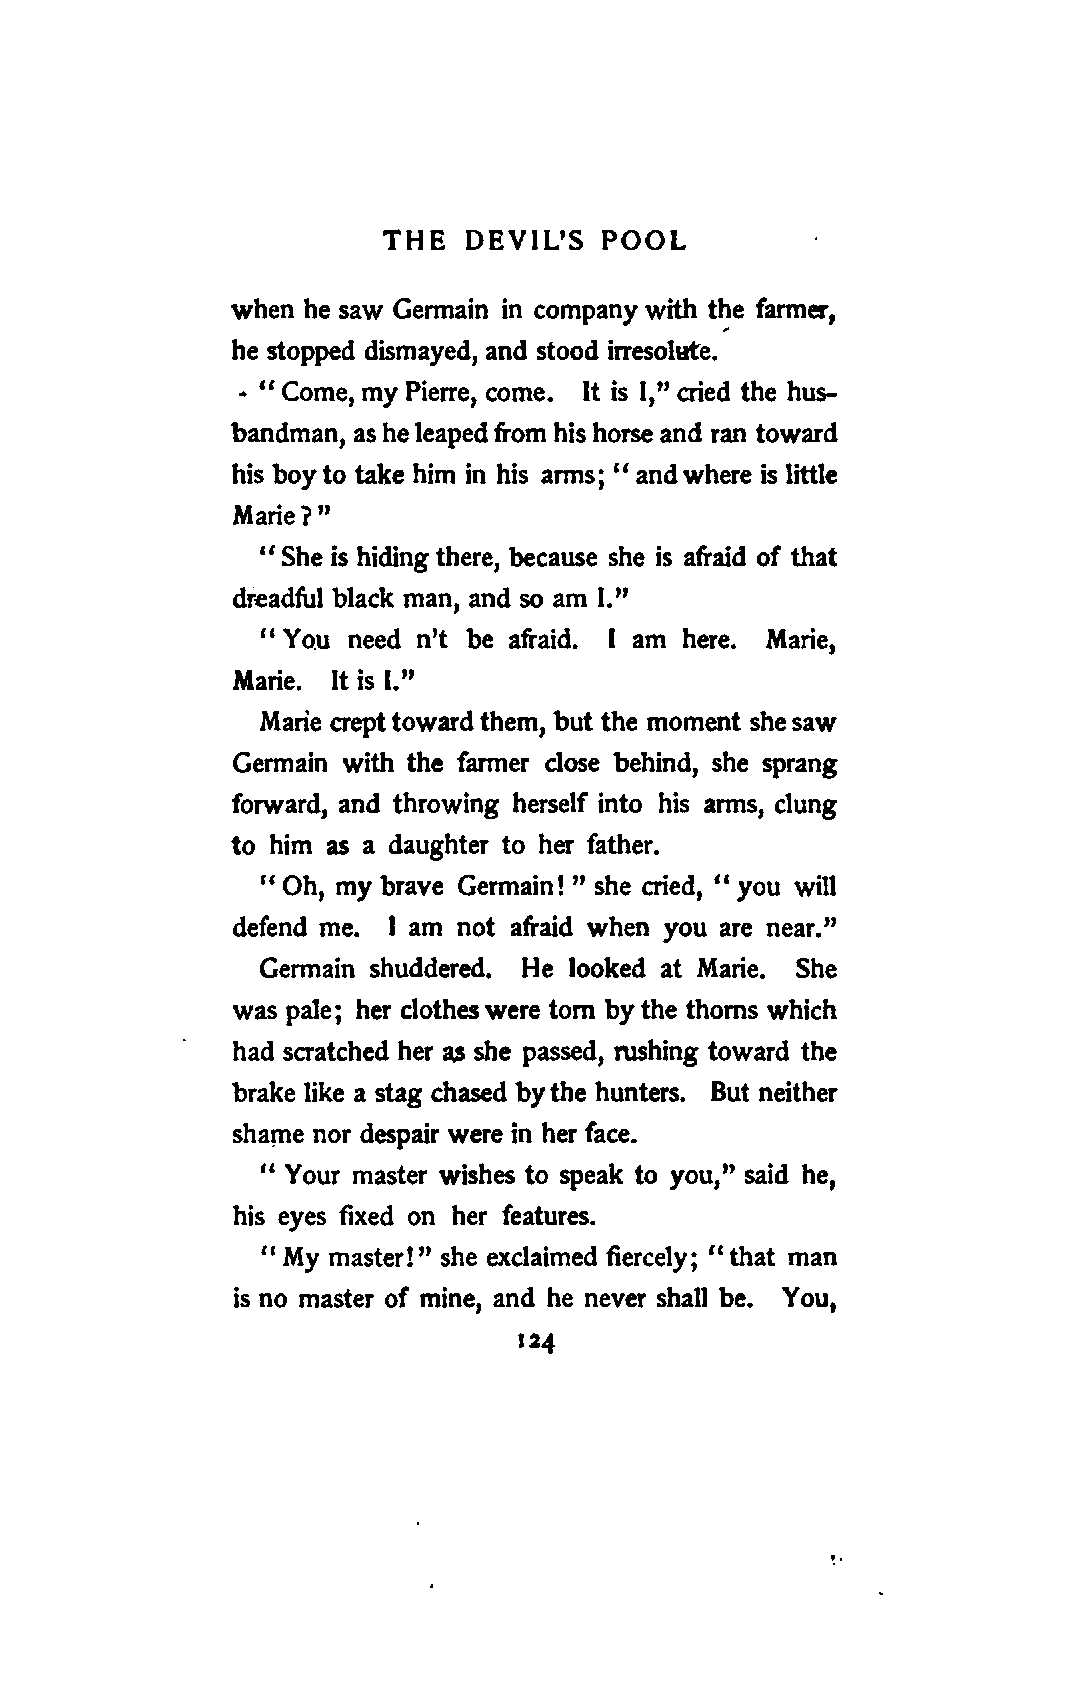 THE DEVIL'S POOL
when he saw Germain in company with the farmer,
he stopped dismayed, and stood irresolute.
"Come, my Pierre, come. It is I," cried the hus-
bandman, as he leaped from his horse and ran toward
his boy to take him in his arms; "and where is little
Marie?"
"She is hiding there, because she is afraid of that
dreadful black man, and so am I."
"You need n't be afraid. I am here. Marie,
Marie. It is I."
Marie crept toward them, but the moment she saw
Germain with the farmer close behind, she sprang
forward, and throwing herself into his arms, clung
to him as a daughter to her father.
"Oh, my brave Germain!" she cried, "you will
defend me. I am not afraid when you are near."
Germain shuddered. He looked at Marie. She
was pale; her clothes were torn by the thorns which
had scratched her as she passed, rushing toward the
brake like a stag chased by the hunters. But neither
shame nor despair were in her face.
"Your master wishes to speak to you," said he,
his eyes fixed on her features.
"My master!" she exclaimed fiercely; "that man
is no master of mine, and he never shall be. You,
124